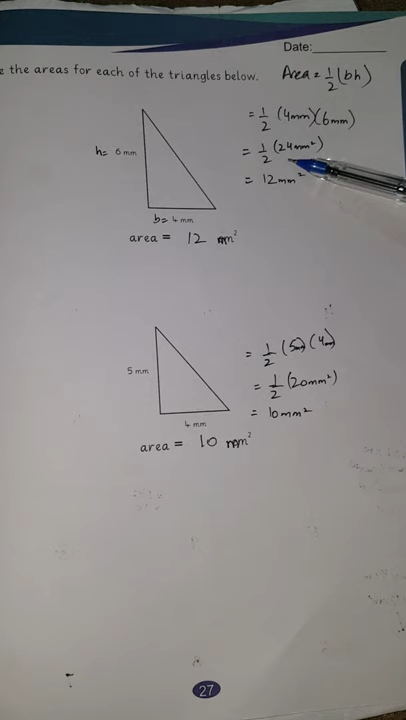 Date:
the areas for each of the triangles below. Area = 1/2 (bh)
= 1/2 (4mm)(6mm)
h= 6 mm
= 1/2 (24mm²)
= 12mm²
b= 4 mm
area = 12 mm²
= 1/2 (5mm)(4mm)
5 mm
= 1/2 (20mm²)
= 10mm²
4 mm
area = 10 mm²
27